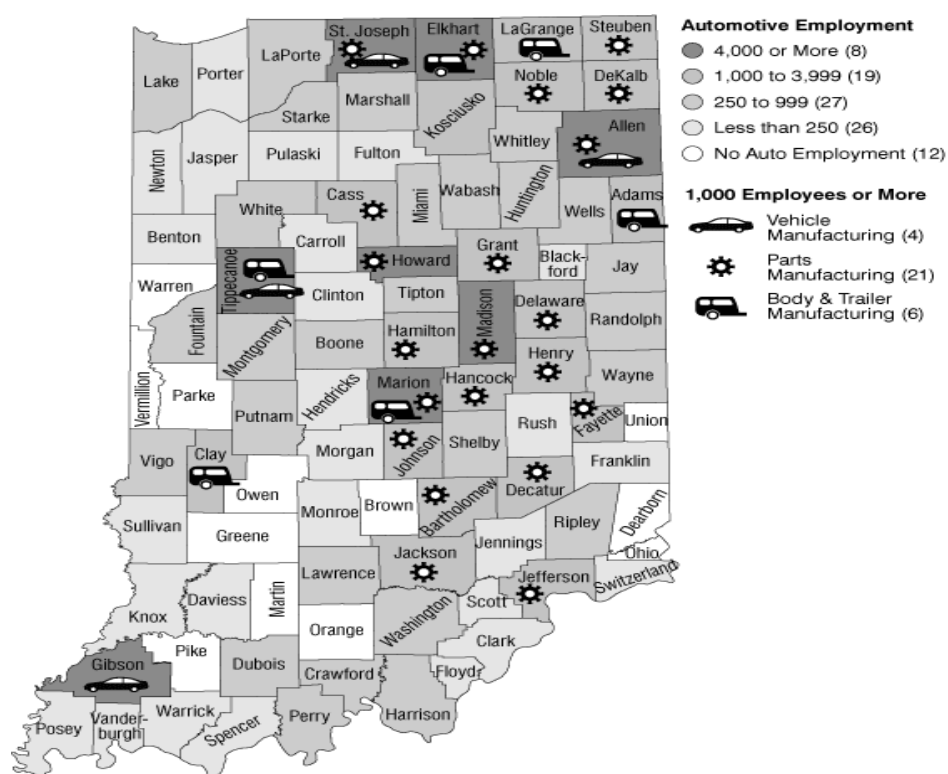 Automotive Employment
4,000 or More (8)
1,000 to 3,999 (19)
250 to 999 (27)
Less than 250 (26)
No Auto Employment (12)
1,000 Employees or More
Vehicle
Manufacturing (4)
Parts
Manufacturing (21)
Body & Trailer
Manufacturing (6)
Lake
Porter
LaPorte
St. Joseph
Elkhart
LaGrange
Steuben
Noble
DeKalb
Starke
Marshall
Kosciusko
Whitley
Allen
Newton
Jasper
Pulaski
Fulton
Miami
Wabash
Huntington
Wells
Adams
White
Cass
Benton
Carroll
Howard
Grant
Black-
ford
Jay
Warren
Tippecanoe
Clinton
Tipton
Madison
Delaware
Randolph
Fountain
Montgomery
Boone
Hamilton
Henry
Wayne
Vermillion
Parke
Putnam
Hendricks
Marion
Hancock
Rush
Fayette
Union
Vigo
Clay
Owen
Morgan
Johnson
Shelby
Decatur
Franklin
Sullivan
Greene
Monroe
Brown
Bartholomew
Jennings
Ripley
Dearborn
Ohio
Switzerland
Knox
Daviess
Martin
Lawrence
Jackson
Jefferson
Scott
Orange
Washington
Clark
Gibson
Pike
Dubois
Crawford
Floyd
Posey
Vander-
burgh
Warrick
Spencer
Perry
Harrison